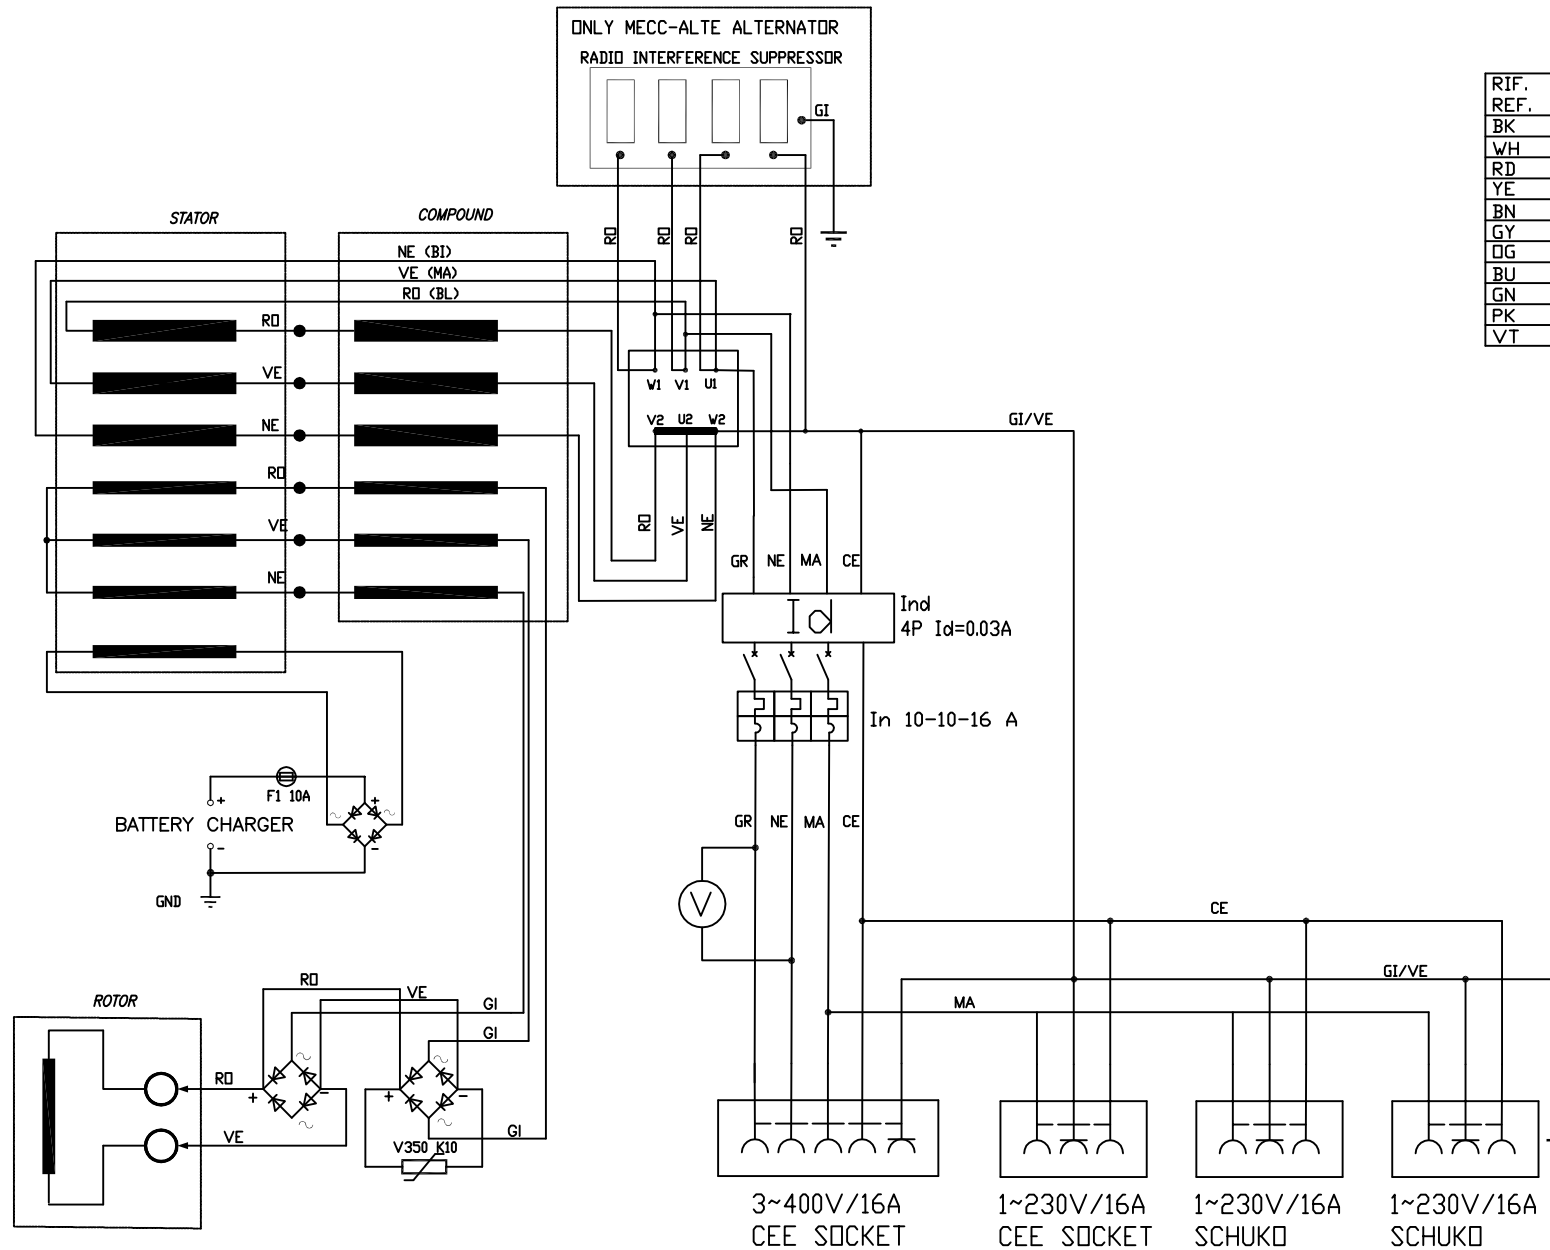 ONLY MECC-ALTE ALTERNATOR
RADIO INTERFERENCE SUPPRESSOR
GI
RIF.
REF.
BK
WH
RD
YE
BN
GY
OG
BU
GN
PK
VT
STATOR
COMPOUND
RO
RO
RO
RO
NE (BI)
VE (MA)
RO (BL)
RO
VE
NE
RO
VE
NE
W1 V1 U1
V2 U2 W2
GI/VE
RO
VE
NE
GR
NE
MA
CE
Ind
4P Id=0.03A
In 10-10-16 A
F1 10A
+
~
+
~
BATTERY CHARGER
-
-
GND
GR
NE
MA
CE
V
CE
GI/VE
MA
ROTOR
RO
VE
GI
GI
~
~
RO
+
-
+
-
~
~
VE
GI
V350 K10
3~400V/16A
CEE SOCKET
1~230V/16A
CEE SOCKET
1~230V/16A
SCHUKO
1~230V/16A
SCHUKO